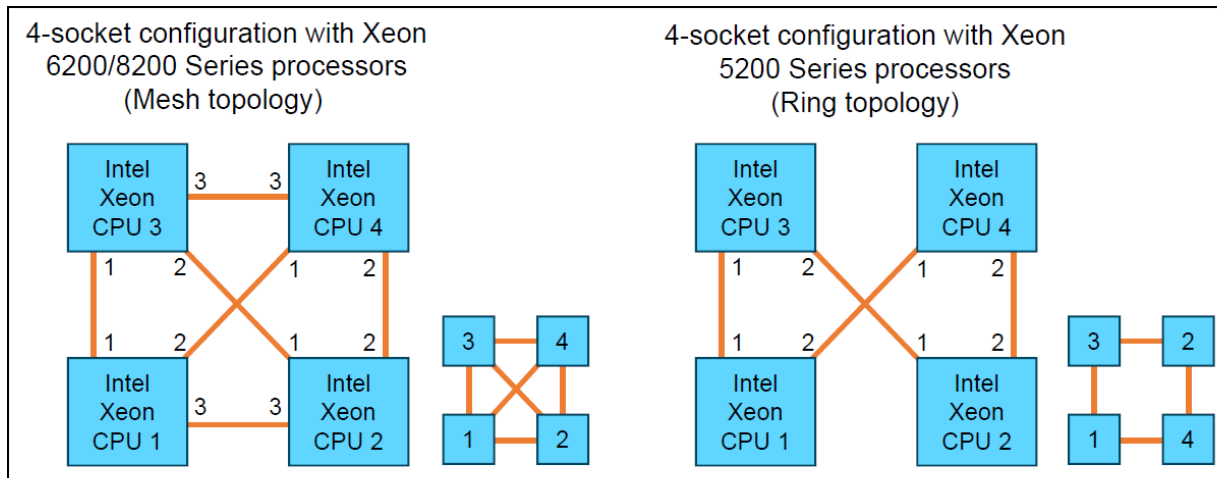 4-socket configuration with Xeon
6200/8200 Series processors
(Mesh topology)
Intel
Xeon
CPU 3
3
3
Intel
Xeon
CPU 4
1
2
1
2
1
2
1
2
Intel
Xeon
CPU 1
3
3
Intel
Xeon
CPU 2
3
4
1
2
4-socket configuration with Xeon
5200 Series processors
(Ring topology)
Intel
Xeon
CPU 3
Intel
Xeon
CPU 4
1
2
1
2
1
2
1
2
Intel
Xeon
CPU 1
Intel
Xeon
CPU 2
3
2
1
4